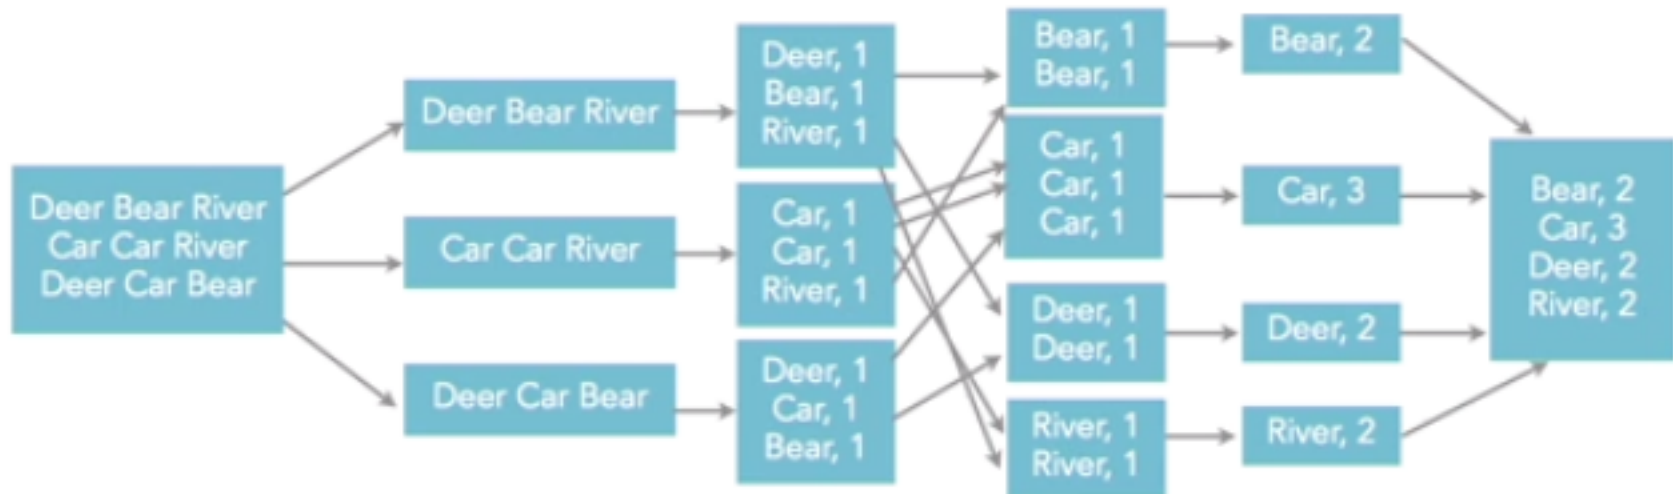 Deer Bear River
Car Car River
Deer Car Bear
Deer Bear River
Car Car River
Deer Car Bear
Deer, 1
Bear, 1
River, 1
Car, 1
Car, 1
River, 1
Deer, 1
Car, 1
Bear, 1
Bear, 1
Bear, 1
Car, 1
Car, 1
Car, 1
Deer, 1
Deer, 1
River, 1
River, 1
Bear, 2
Car, 3
Deer, 2
River, 2
Bear, 2
Car, 3
Deer, 2
River, 2